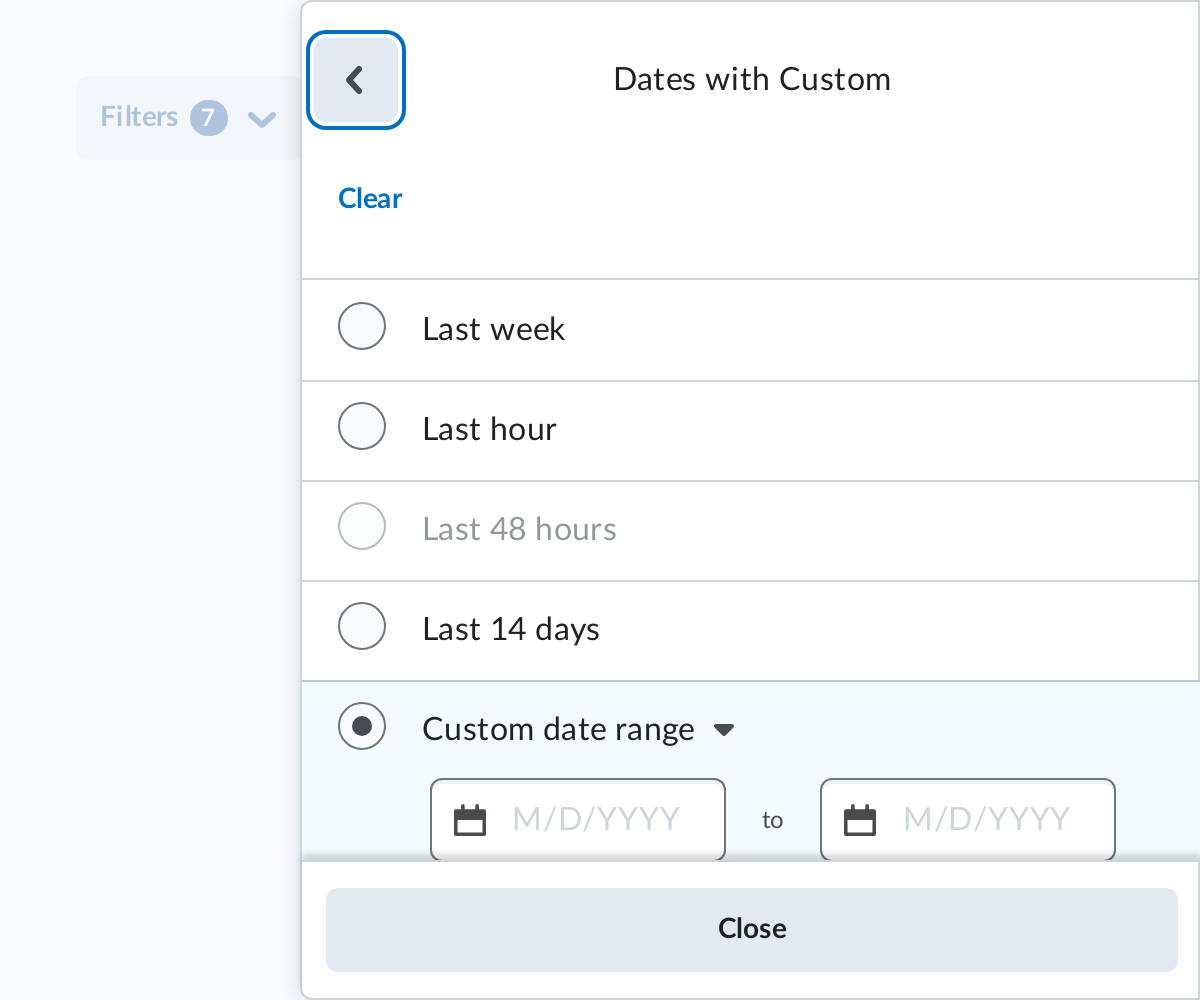 Filters 7
Dates with Custom
Clear
Last week
Last hour
Last 48 hours
Last 14 days
Custom date range
M/D/YYYY to M/D/YYYY
Close